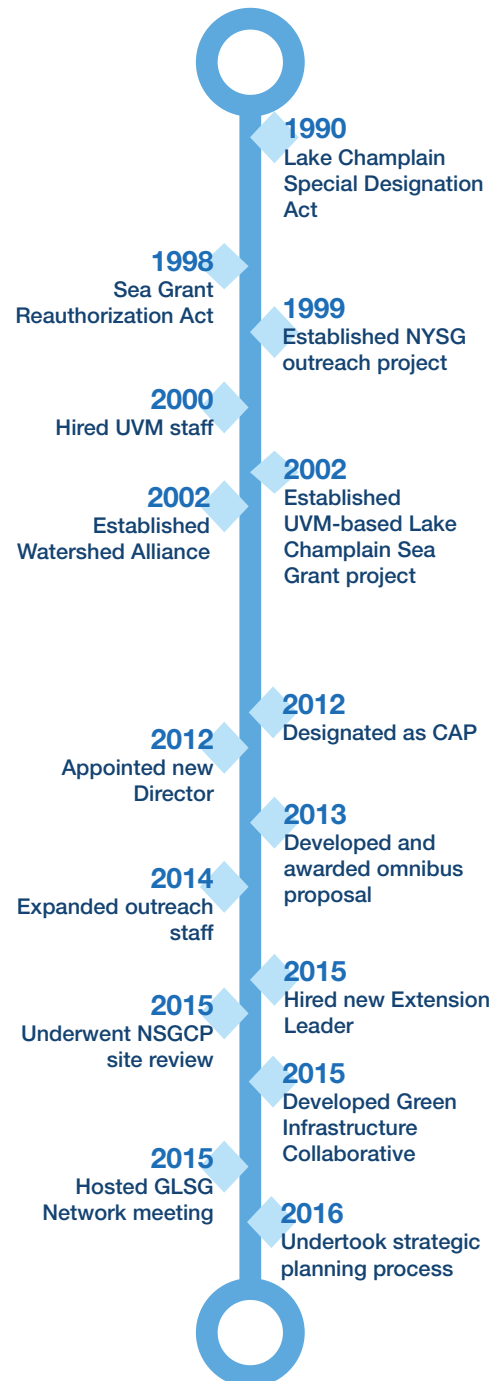 1990
Lake Champlain
Special Designation
Act
1998
Sea Grant
Reauthorization Act
1999
Established NYSG
outreach project
2000
Hired UVM staff
2002
Established
UVM-based Lake
Champlain Sea
Grant project
2002
Established
Watershed Alliance
2012
Designated as CAP
2012
Appointed new
Director
2013
Developed and
awarded omnibus
proposal
2014
Expanded outreach
staff
2015
Hired new Extension
Leader
2015
Underwent NSGCP
site review
2015
Developed Green
Infrastructure
Collaborative
2015
Hosted GLSG
Network meeting
2016
Undertook strategic
planning process